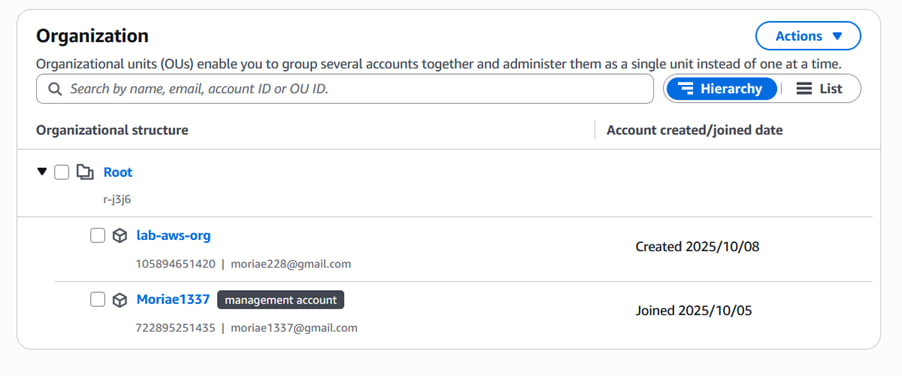 Organization
Actions
Organizational units (OUs) enable you to group several accounts together and administer them as a single unit instead of one at a time.
Search by name, email, account ID or OU ID.
Hierarchy
List
Organizational structure
Account created/joined date
Root
r-j3j6
lab-aws-org
105894651420 | moriae228@gmail.com
Created 2025/10/08
Moriae1337 management account
722895251435 | moriae1337@gmail.com
Joined 2025/10/05